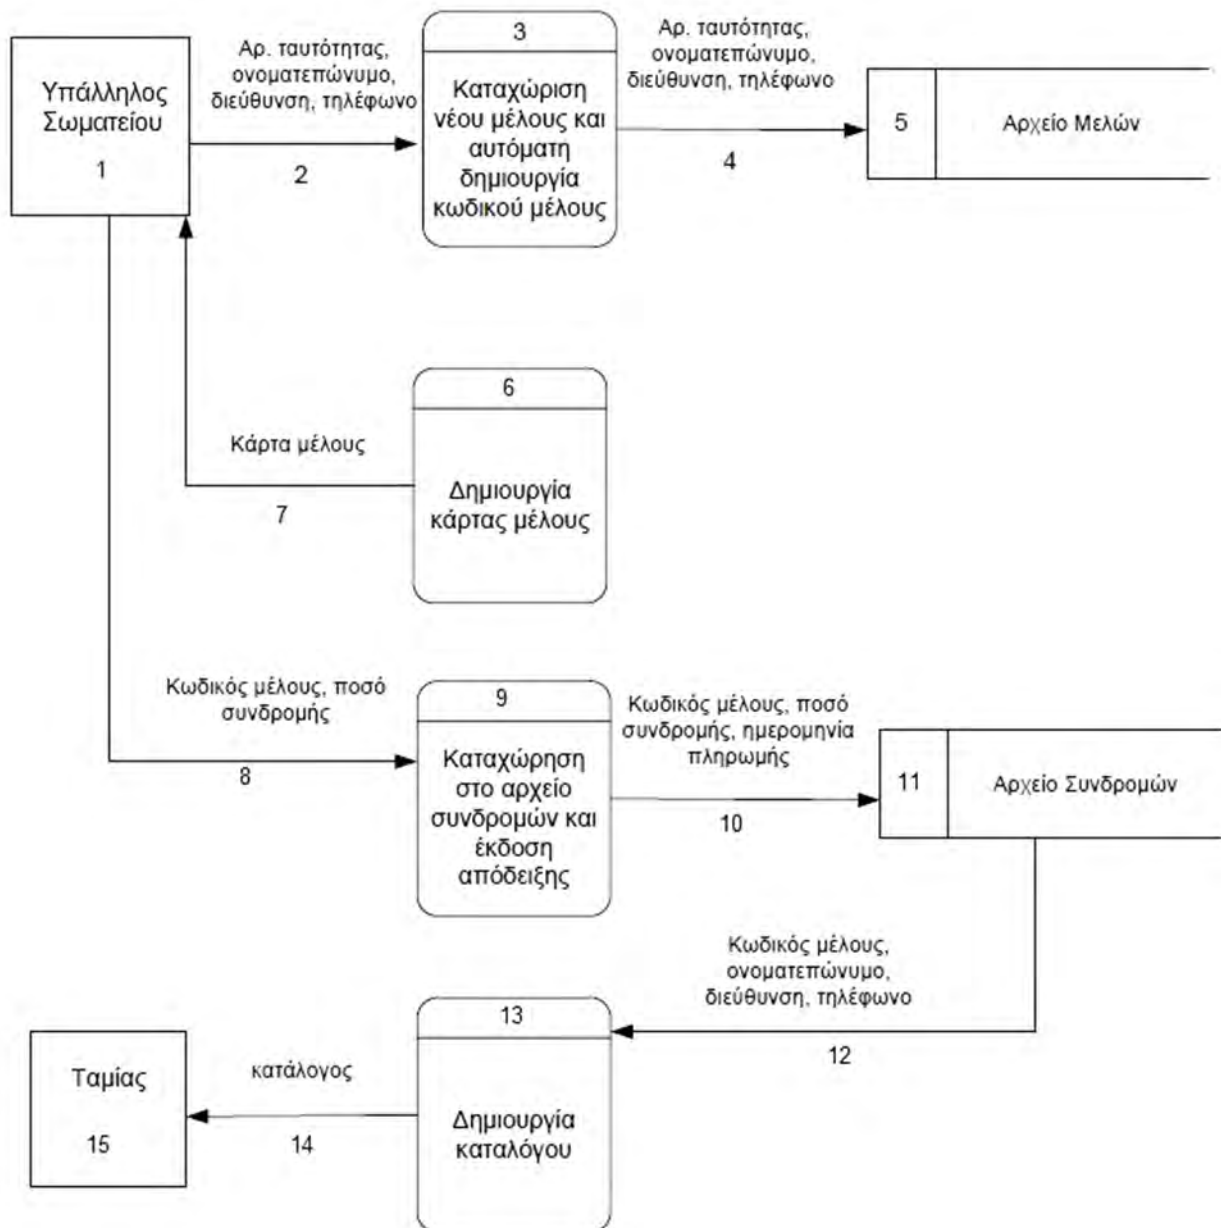 Υπάλληλος
Σωματείου
1
Αρ. ταυτότητας,
ονοματεπώνυμο,
διεύθυνση, τηλέφωνο
2
3
Καταχώριση
νέου μέλους και
αυτόματη
δημιουργία
κωδικού μέλους
Αρ. ταυτότητας,
ονοματεπώνυμο,
διεύθυνση, τηλέφωνο
4
5
Αρχείο Μελών
6
Δημιουργία
κάρτας μέλους
Κάρτα μέλους
7
Κωδικός μέλους, ποσό
συνδρομής
8
9
Καταχώρηση
στο αρχείο
συνδρομών και
έκδοση
απόδειξης
Κωδικός μέλους, ποσό
συνδρομής, ημερομηνία
πληρωμής
10
11
Αρχείο Συνδρομών
Κωδικός μέλους,
ονοματεπώνυμο,
διεύθυνση, τηλέφωνο
12
13
Δημιουργία
καταλόγου
κατάλογος
14
Ταμίας
15